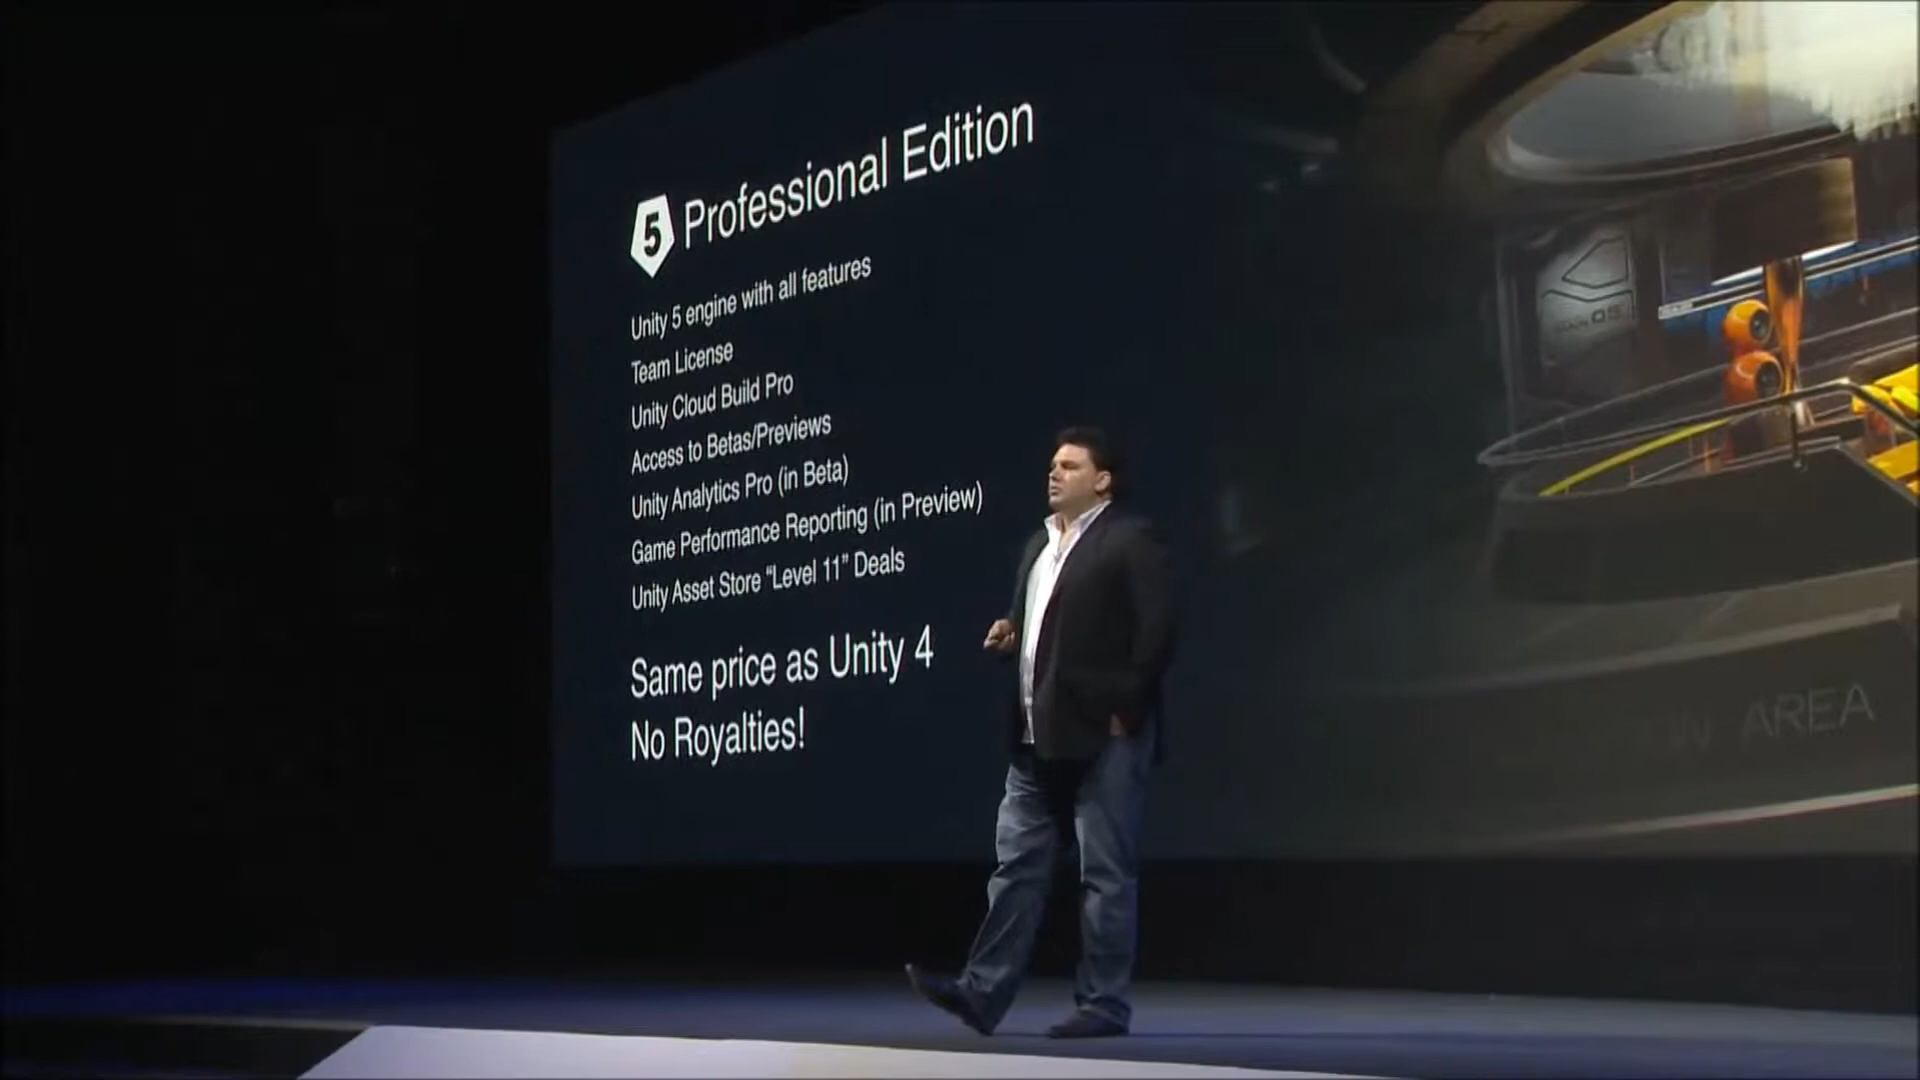 5 Professional Edition
Unity 5 engine with all features
Team License
Unity Cloud Build Pro
Access to Betas/Previews
Unity Analytics Pro (in Beta)
Game Performance Reporting (in Preview)
Unity Asset Store “Level 11” Deals
Same price as Unity 4
No Royalties!
AREA